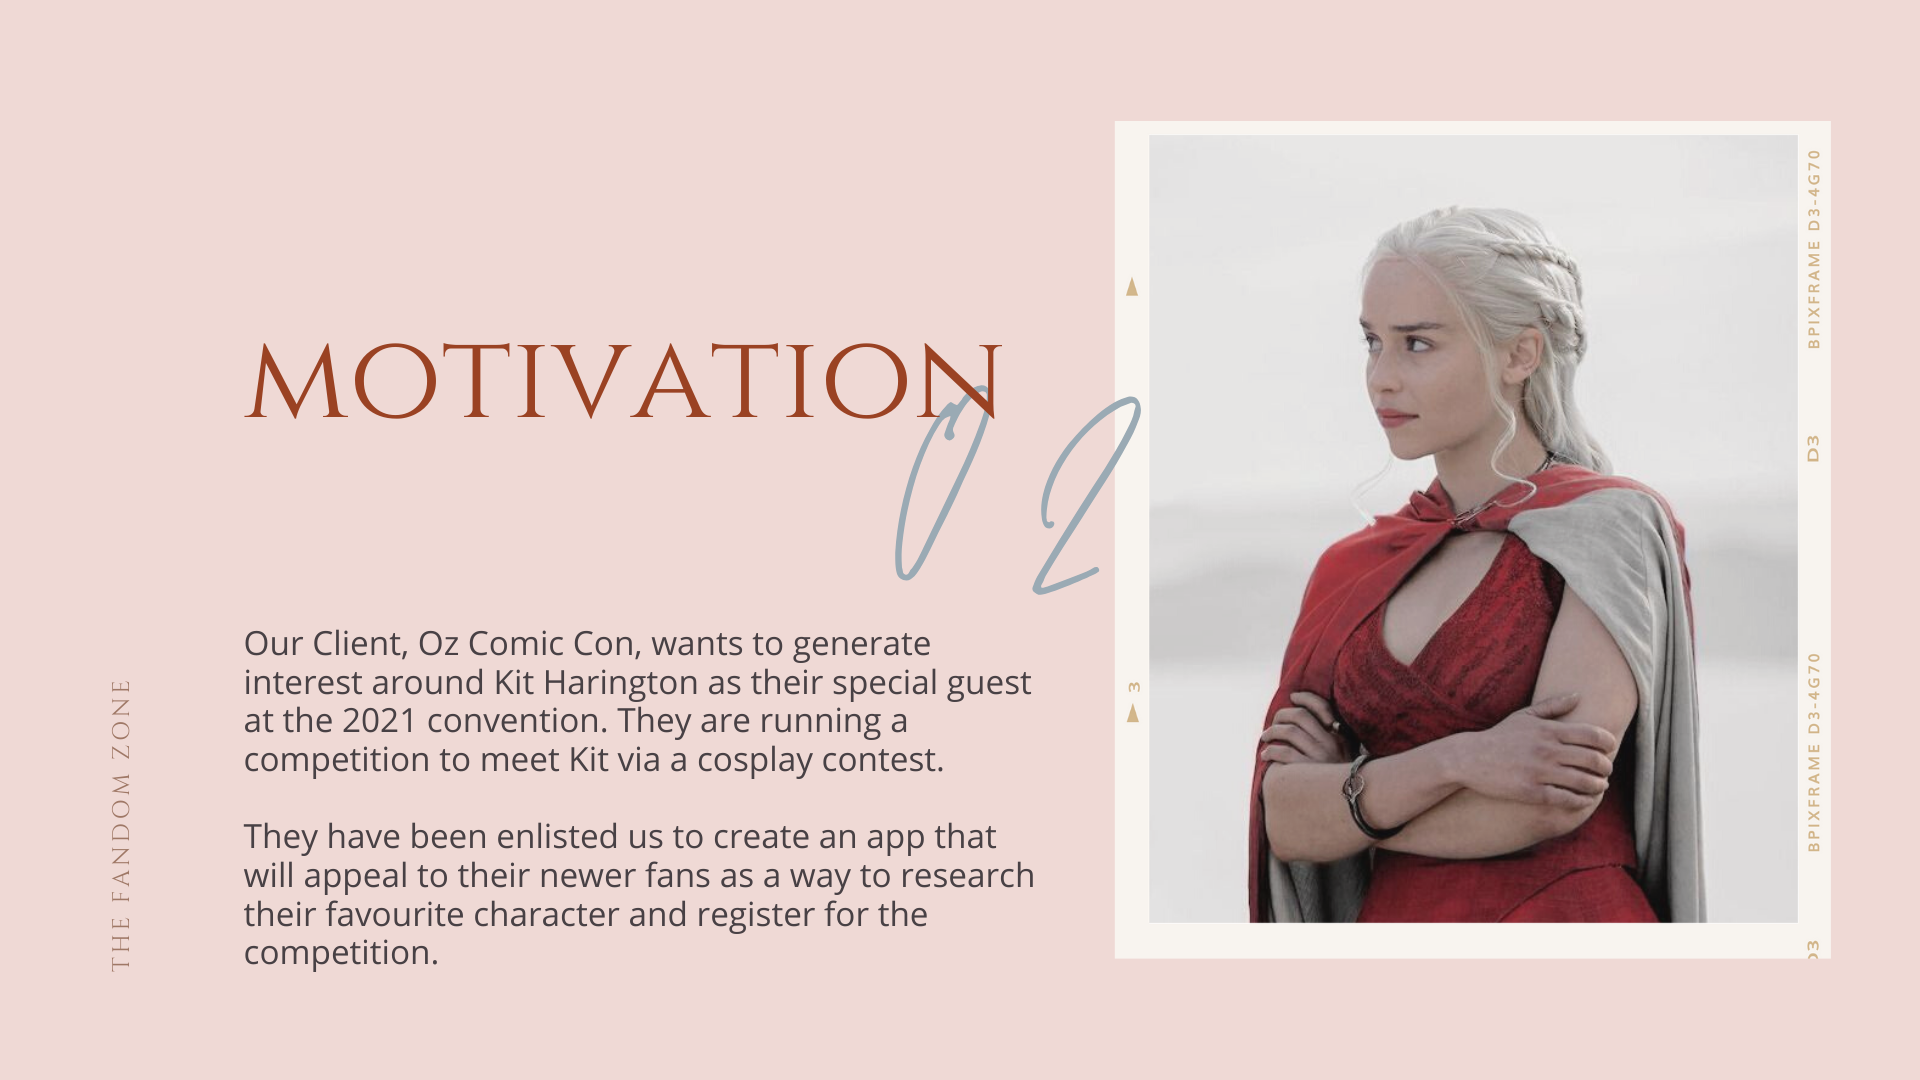 MOTIVATION
02
Our Client, Oz Comic Con, wants to generate
interest around Kit Harington as their special guest
at the 2021 convention. They are running a
competition to meet Kit via a cosplay contest.
They have been enlisted us to create an app that
will appeal to their newer fans as a way to research
their favourite character and register for the
competition.
THE FANDOM ZONE
3
BPIXFRAME D3-4G70
D3
BPIXFRAME D3-4G70
D3